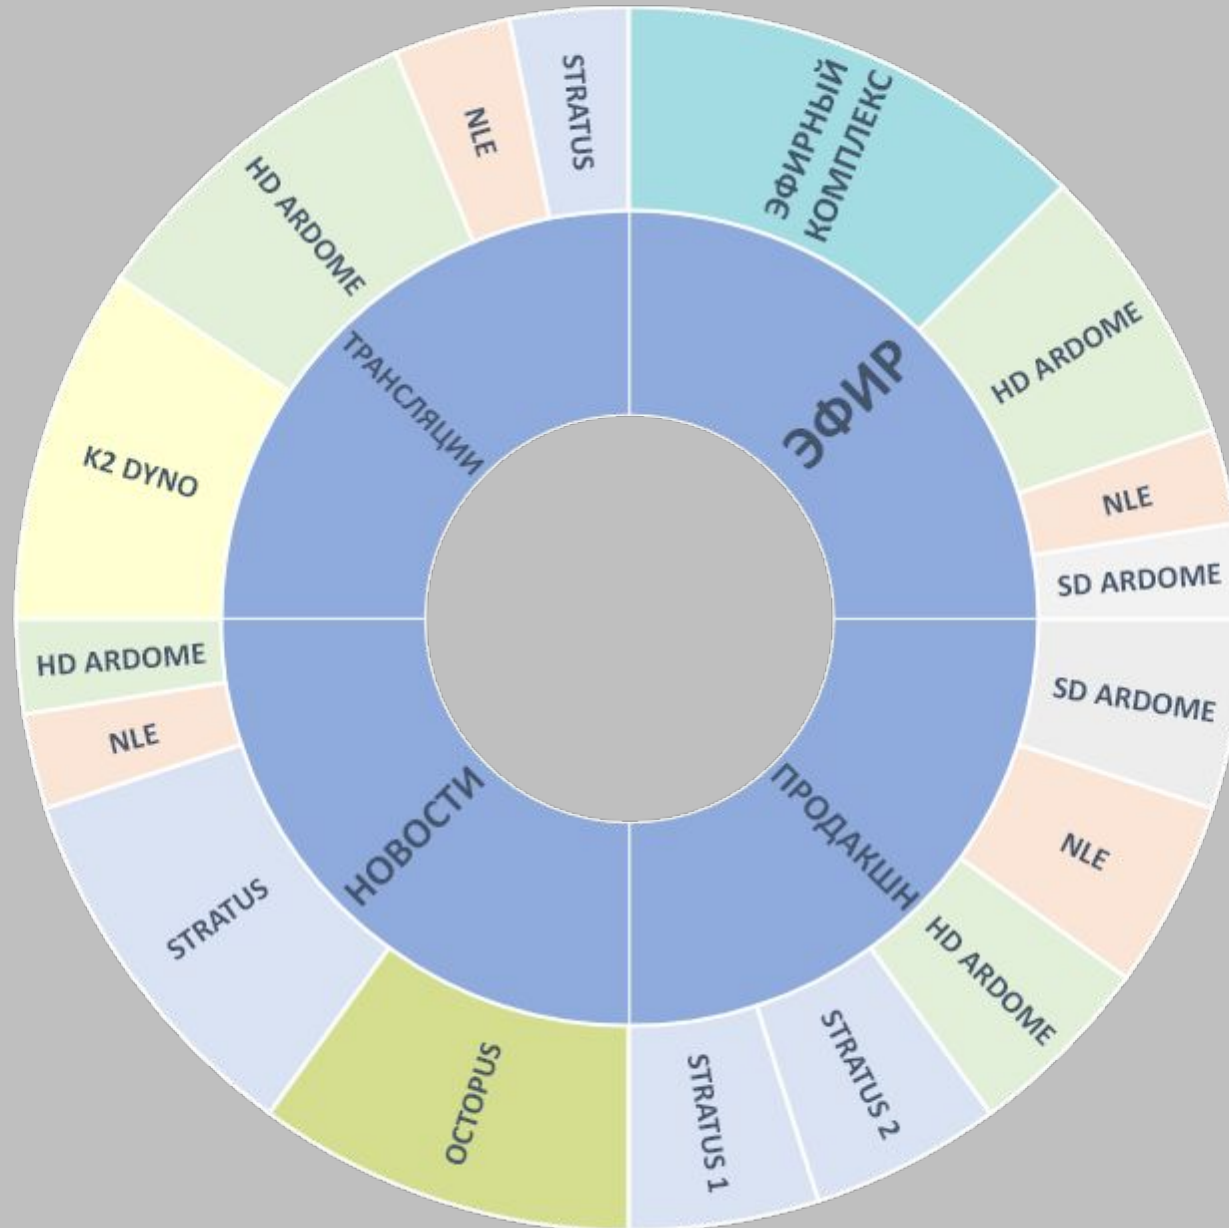 ЭФИРНЫЙ
КОМПЛЕКС
HD ARDOME
NLE
SD ARDOME
ЭФИР
SD ARDOME
NLE
HD ARDOME
STRATUS 2
STRATUS 1
ПРОДАКШН
OCTOPUS
STRATUS
NLE
HD ARDOME
НОВОСТИ
K2 DYNO
HD ARDOME
NLE
STRATUS
ТРАНСЛЯЦИИ